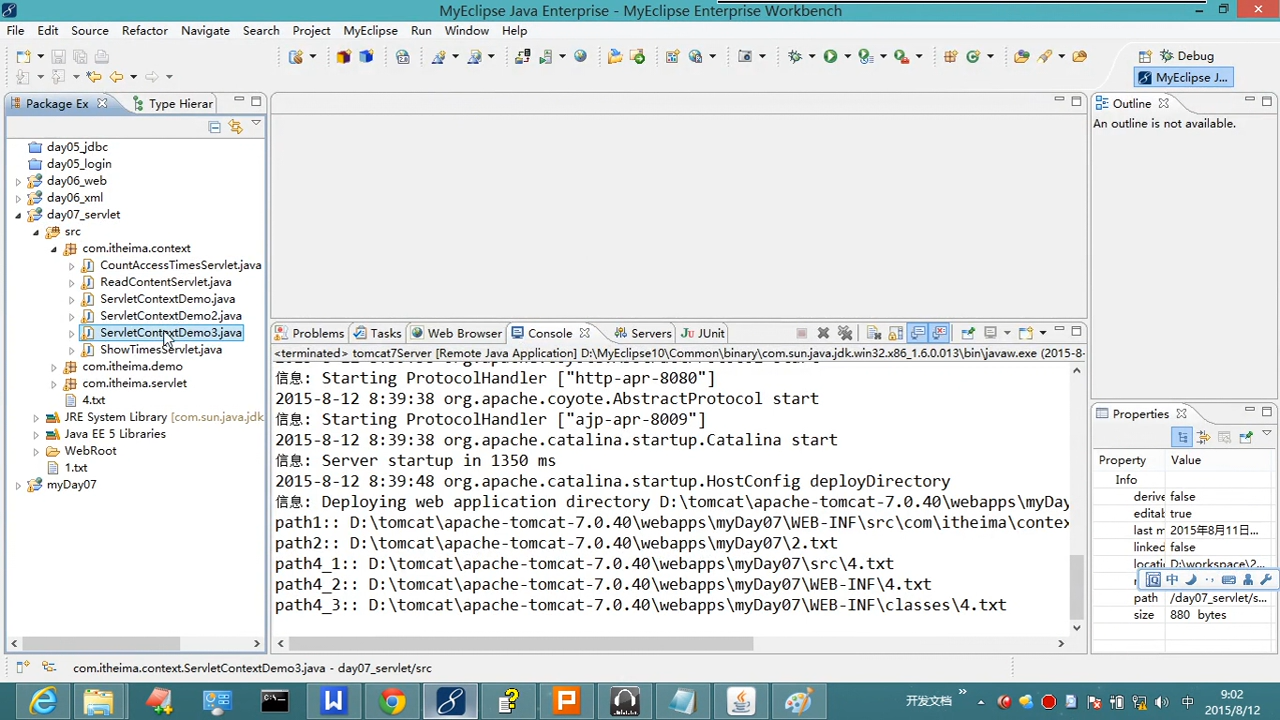 MyEclipse Java Enterprise - MyEclipse Enterprise Workbench
File Edit Source Refactor Navigate Search Project MyEclipse Run Window Help
Debug
MyEclipse J...
Package Ex
Type Hierar
day05_jdbc
day05_login
day06_web
day06_xml
day07_servlet
src
com.itheima.context
CountAccessTimesServlet.java
ReadContentServlet.java
ServletContextDemo.java
ServletContextDemo2.java
ServletContextDemo3.java
ShowTimesServlet.java
com.itheima.demo
com.itheima.servlet
4.txt
JRE System Library [com.sun.java.jdk
Java EE 5 Libraries
WebRoot
1.txt
myDay07
Problems Tasks Web Browser Console Servers JUnit
<terminated> tomcat7Server [Remote Java Application] D:\MyEclipse10\Common\binary\com.sun.java.jdk.win32.x86_1.6.0.013\bin\javaw.exe (2015-8-
信息: Starting ProtocolHandler ["http-apr-8080"]
2015-8-12 8:39:38 org.apache.coyote.AbstractProtocol start
信息: Starting ProtocolHandler ["ajp-apr-8009"]
2015-8-12 8:39:38 org.apache.catalina.startup.Catalina start
信息: Server startup in 1350 ms
2015-8-12 8:39:48 org.apache.catalina.startup.HostConfig deployDirectory
信息: Deploying web application directory D:\tomcat\apache-tomcat-7.0.40\webapps\myDay
path1:: D:\tomcat\apache-tomcat-7.0.40\webapps\myDay07\WEB-INF\src\com\itheima\contex
path2:: D:\tomcat\apache-tomcat-7.0.40\webapps\myDay07\2.txt
path4_1:: D:\tomcat\apache-tomcat-7.0.40\webapps\myDay07\src\4.txt
path4_2:: D:\tomcat\apache-tomcat-7.0.40\webapps\myDay07\WEB-INF\4.txt
path4_3:: D:\tomcat\apache-tomcat-7.0.40\webapps\myDay07\WEB-INF\classes\4.txt
Outline
An outline is not available.
Properties
Property Value
Info
derive false
editab true
last m 2015年8月11日...
linked false
locatio D:\workspace\2...
中
path /day07_servlet/s...
size 880 bytes
com.itheima.context.ServletContextDemo3.java - day07_servlet/src
开发文档
中
9:02
2015/8/12